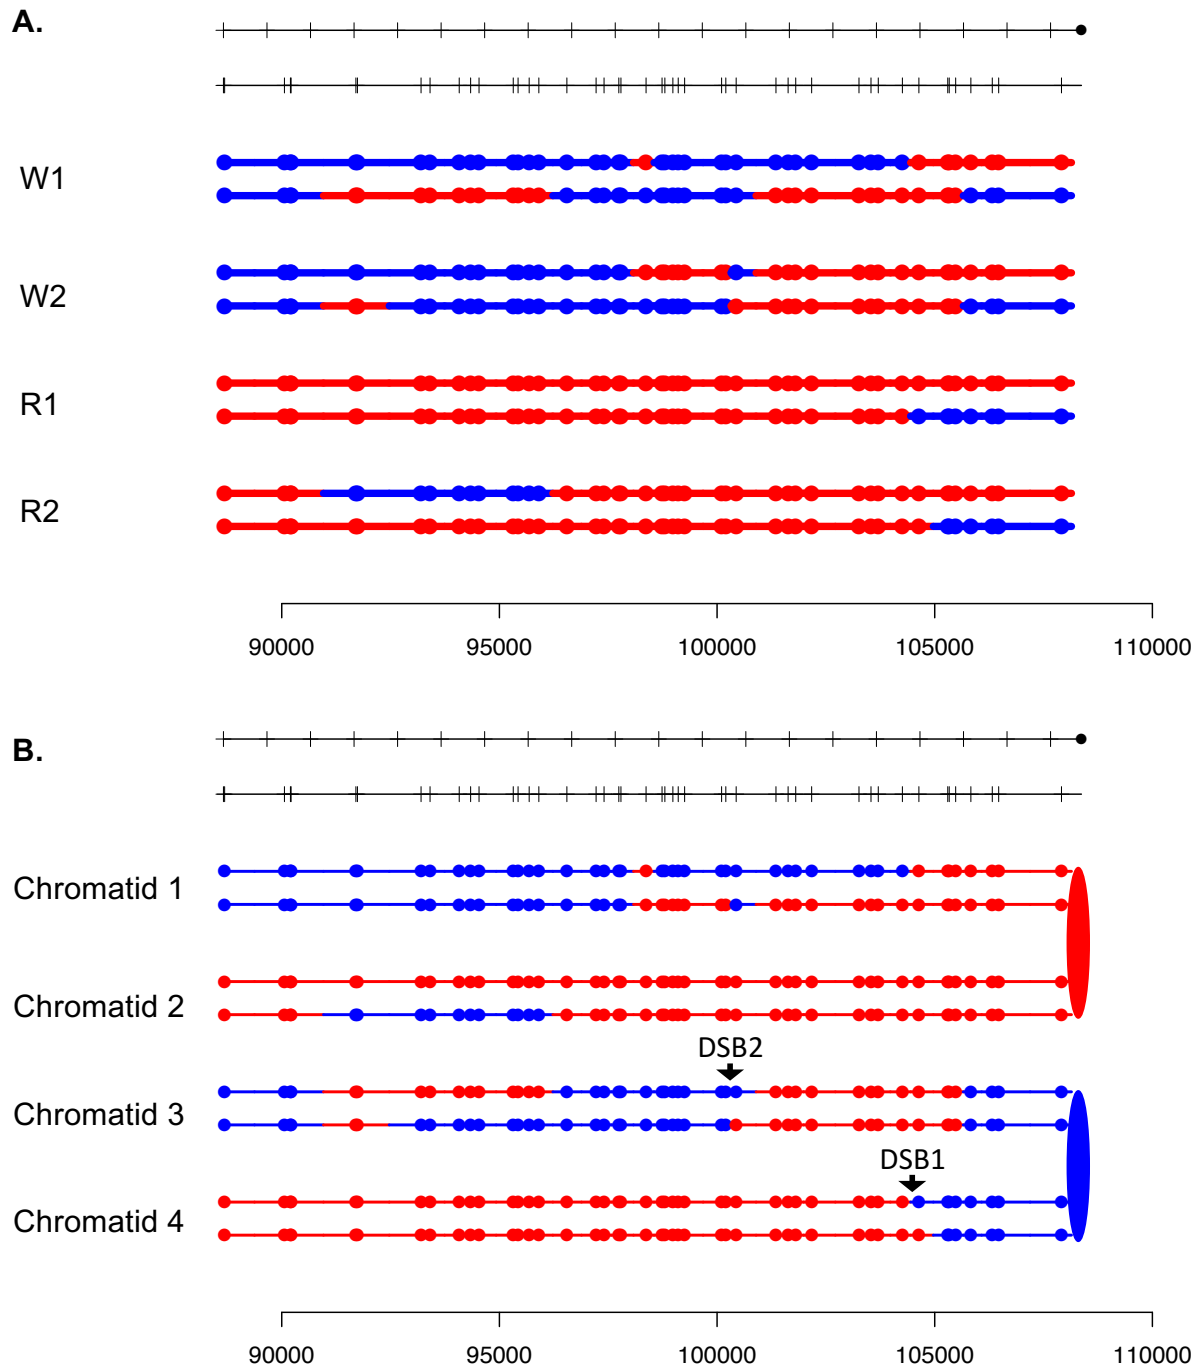 A.
W1
W2
R1
R2
90000 95000 100000 105000 110000
B.
Chromatid 1
Chromatid 2
DSB2
Chromatid 3
DSB1
Chromatid 4
90000 95000 100000 105000 110000